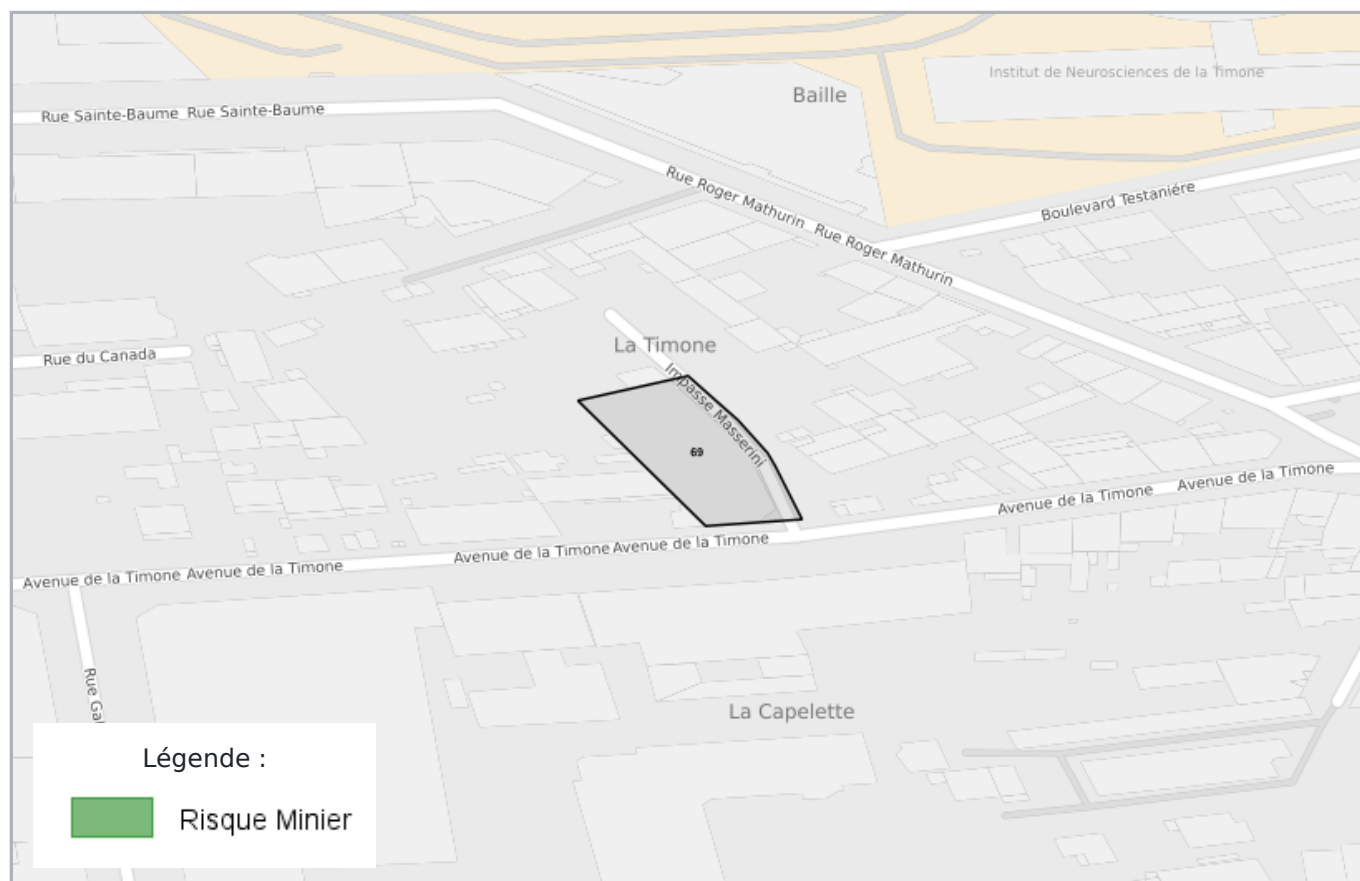 Institut de Neurosciences de la Timone
Baille
Rue Sainte-Baume Rue Sainte-Baume
Rue Roger Mathurin Rue Roger Mathurin
Boulevard Testaniére
La Timone
Rue du Canada
Impasse Masserini
69
Avenue de la Timone Avenue de la Timone
Avenue de la Timone Avenue de la Timone
Avenue de la Timone Avenue de la Timone
Rue Gal
La Capelette
Légende :
Risque Minier